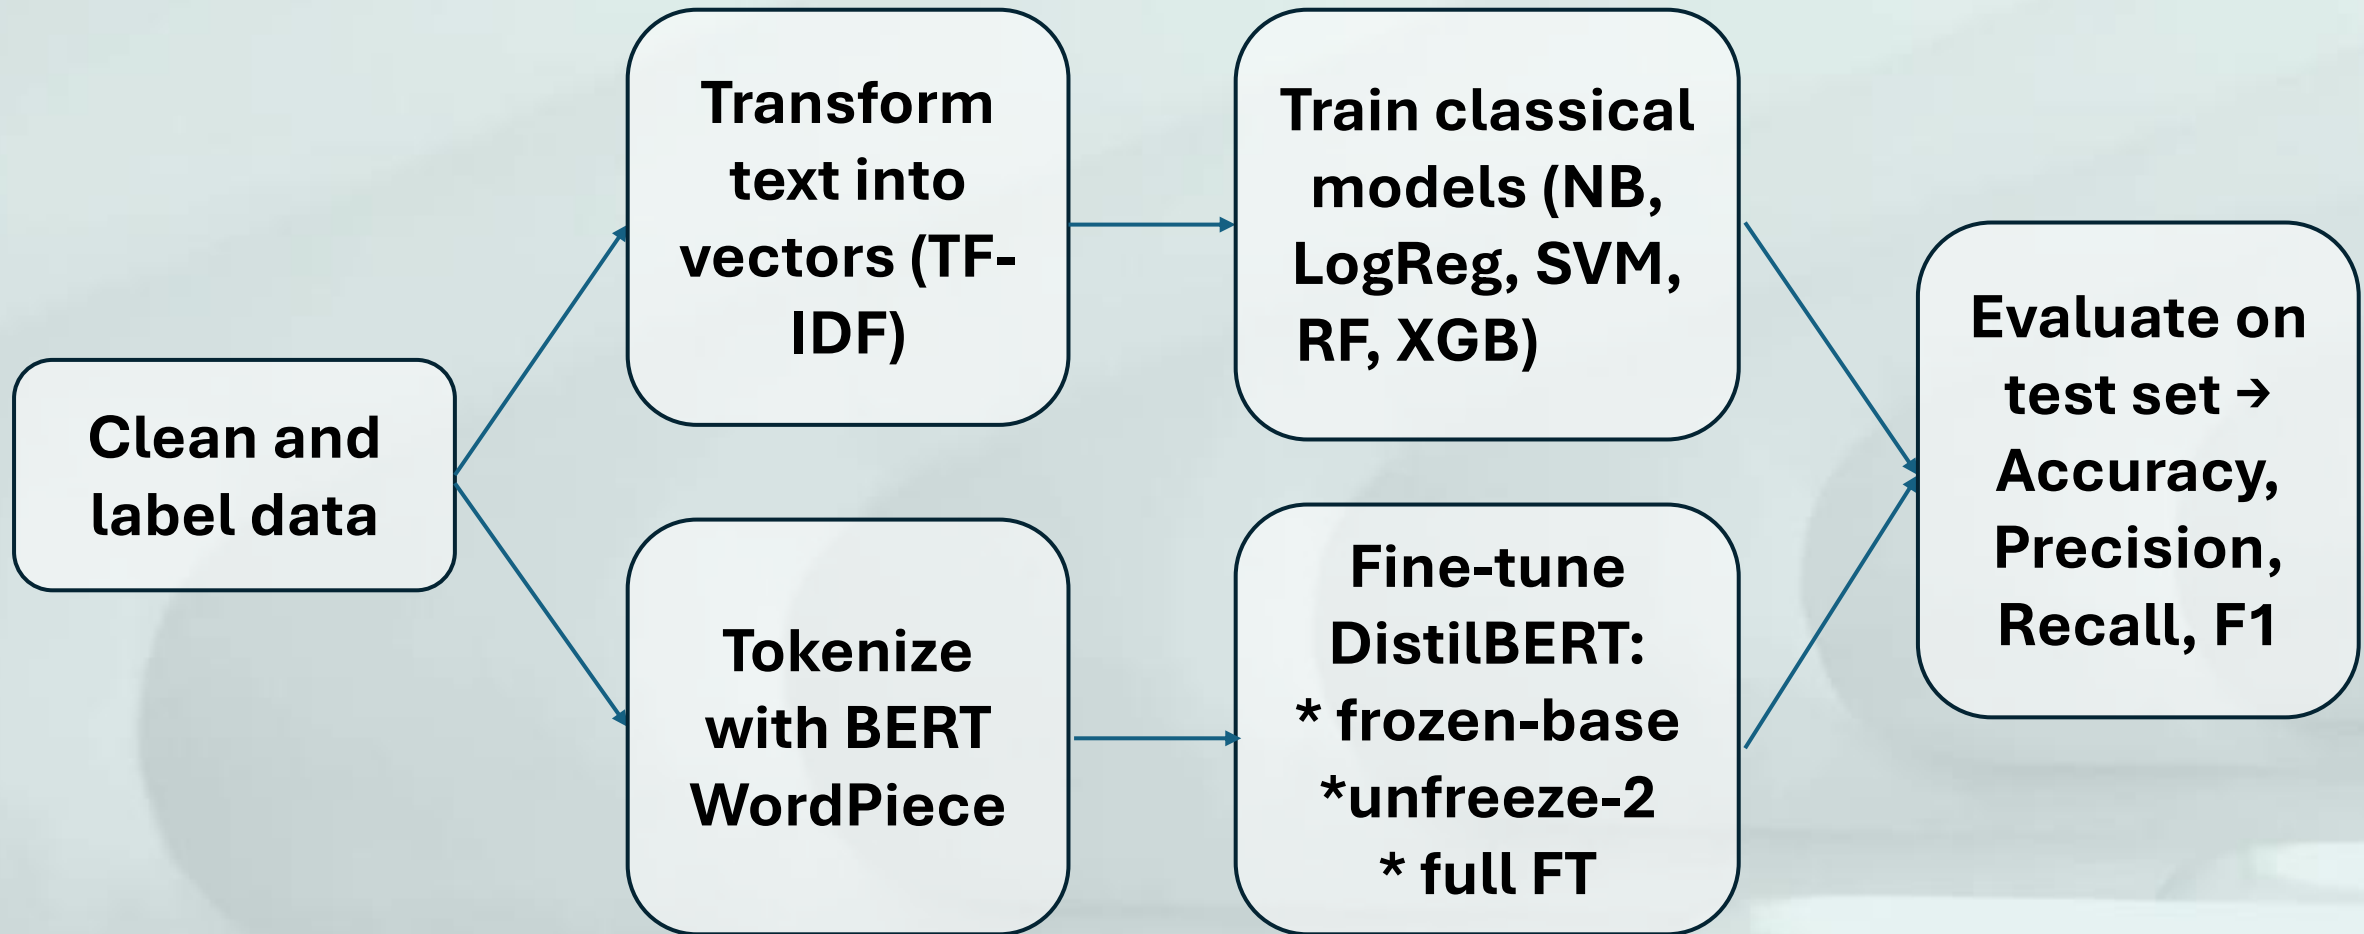 Clean and
label data
Transform
text into
vectors (TF-
IDF)
Train classical
models (NB,
LogReg, SVM,
RF, XGB)
Tokenize
with BERT
WordPiece
Fine-tune
DistilBERT:
* frozen-base
*unfreeze-2
* full FT
Evaluate on
test set →
Accuracy,
Precision,
Recall, F1